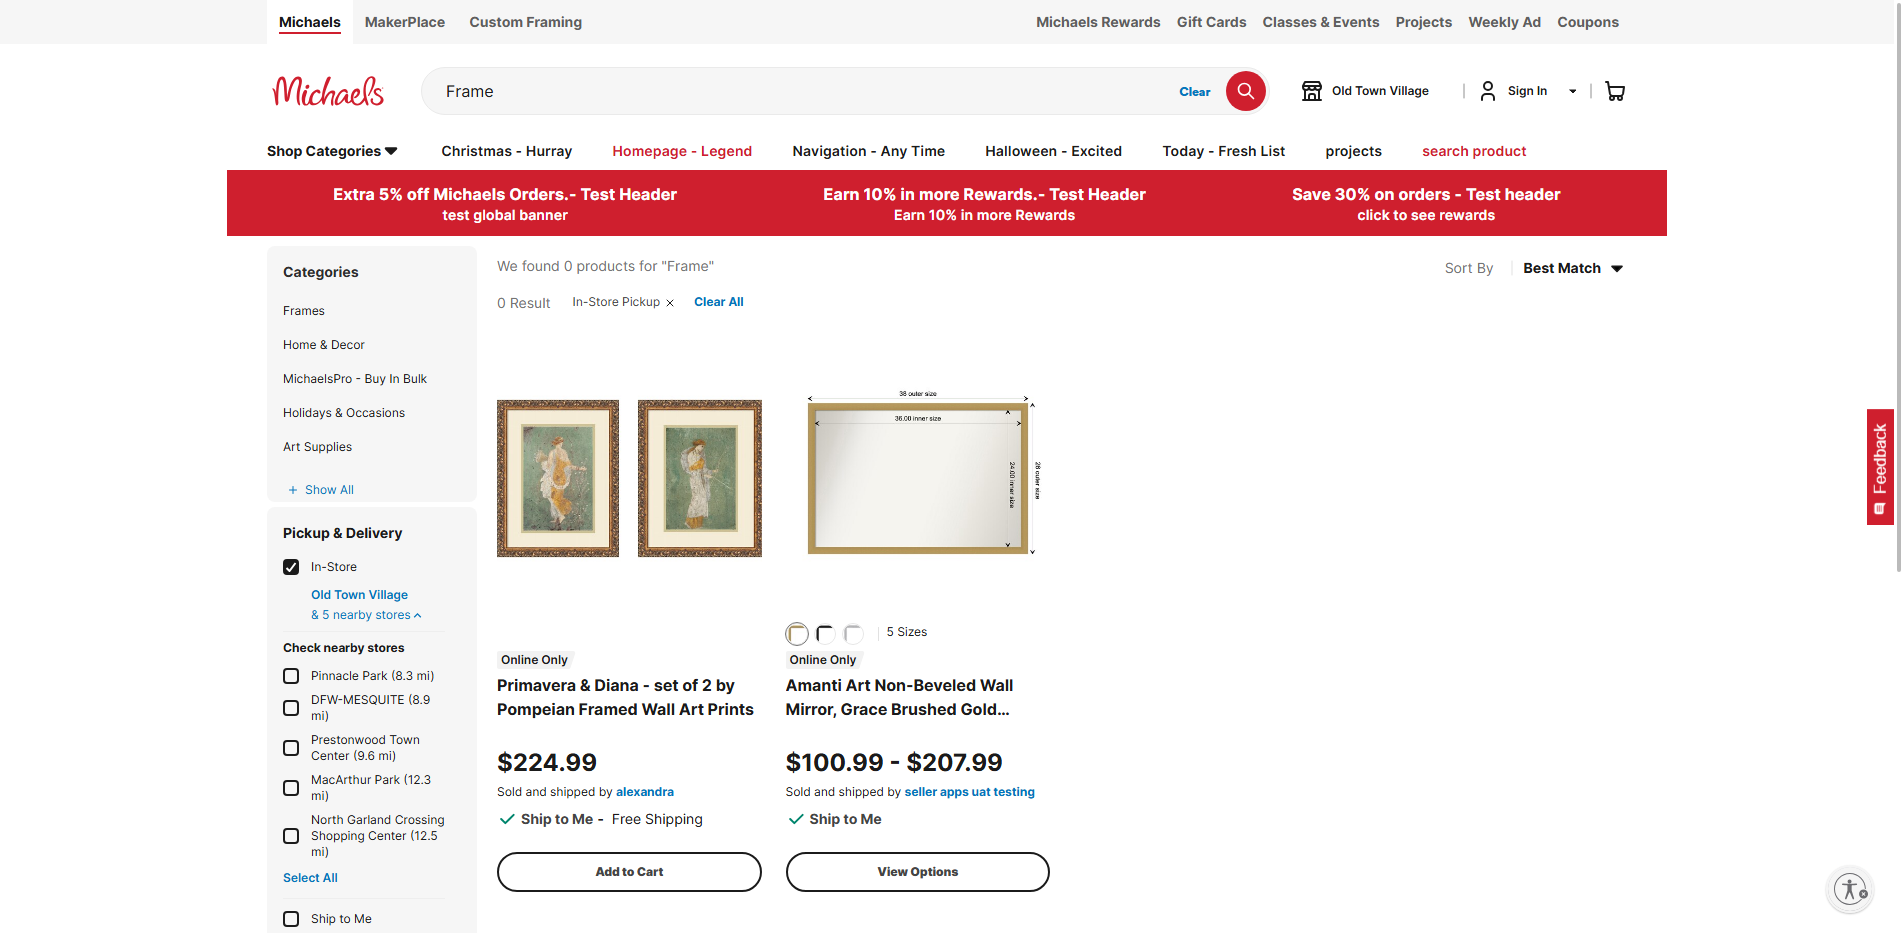 Michaels
MakerPlace
Custom Framing
Michaels Rewards
Gift Cards
Classes & Events
Projects
Weekly Ad
Coupons
Michaels
Frame
Clear
Old Town Village
Sign In
Shop Categories
Christmas - Hurray
Homepage - Legend
Navigation - Any Time
Halloween - Excited
Today - Fresh List
projects
search product
Extra 5% off Michaels Orders.- Test Header
test global banner
Earn 10% in more Rewards.- Test Header
Earn 10% in more Rewards
Save 30% on orders - Test header
click to see rewards
Categories
Frames
Home & Decor
MichaelsPro - Buy In Bulk
Holidays & Occasions
Art Supplies
+ Show All
Pickup & Delivery
In-Store
Old Town Village
& 5 nearby stores
Check nearby stores
Pinnacle Park (8.3 mi)
DFW-MESQUITE (8.9
mi)
Prestonwood Town
Center (9.6 mi)
MacArthur Park (12.3
mi)
North Garland Crossing
Shopping Center (12.5
mi)
Select All
Ship to Me
We found 0 products for "Frame"
Sort By
Best Match
0 Result
In-Store Pickup
Clear All
38 outer size
36.00 inner size
24.00 inner size
26 outer size
5 Sizes
Online Only
Primavera & Diana - set of 2 by
Pompeian Framed Wall Art Prints
$224.99
Sold and shipped by alexandra
Ship to Me - Free Shipping
Add to Cart
Online Only
Amanti Art Non-Beveled Wall
Mirror, Grace Brushed Gold...
$100.99 - $207.99
Sold and shipped by seller apps uat testing
Ship to Me
View Options
Feedback